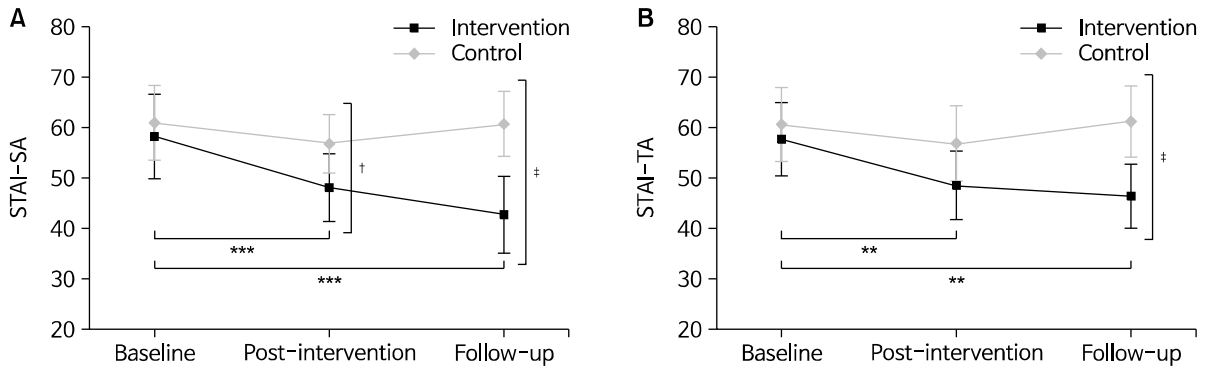 A
80
70
60
50
40
30
20
STAI-SA
Intervention
Control
†
‡
***
***
Baseline
Post-intervention
Follow-up
B
80
70
60
50
40
30
20
STAI-TA
Intervention
Control
‡
**
**
Baseline
Post-intervention
Follow-up